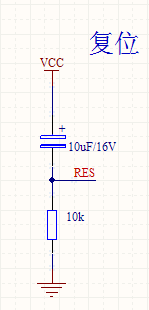 复位
VCC
+
10uF/16V
RES
10k